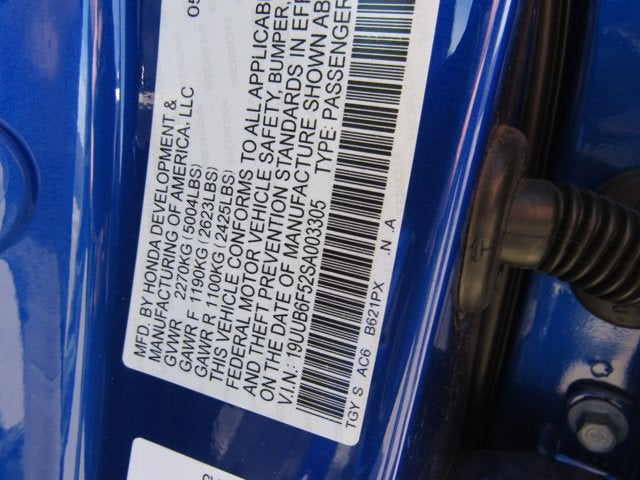 MFD. BY HONDA DEVELOPMENT & 05
MANUFACTURING OF AMERICA, LLC
GVWR 2270KG (5004LBS)
GAWR F 1190KG (2623LBS)
GAWR R 1100KG (2425LBS)
THIS VEHICLE CONFORMS TO ALL APPLICAB
FEDERAL MOTOR VEHICLE SAFETY, BUMPER,
AND THEFT PREVENTION STANDARDS IN EFF
ON THE DATE OF MANUFACTURE SHOWN AB
V.I.N.: 19UUB6F52SA003305 TYPE: PASSENGER
TGY S AC6 B621PX .N .A